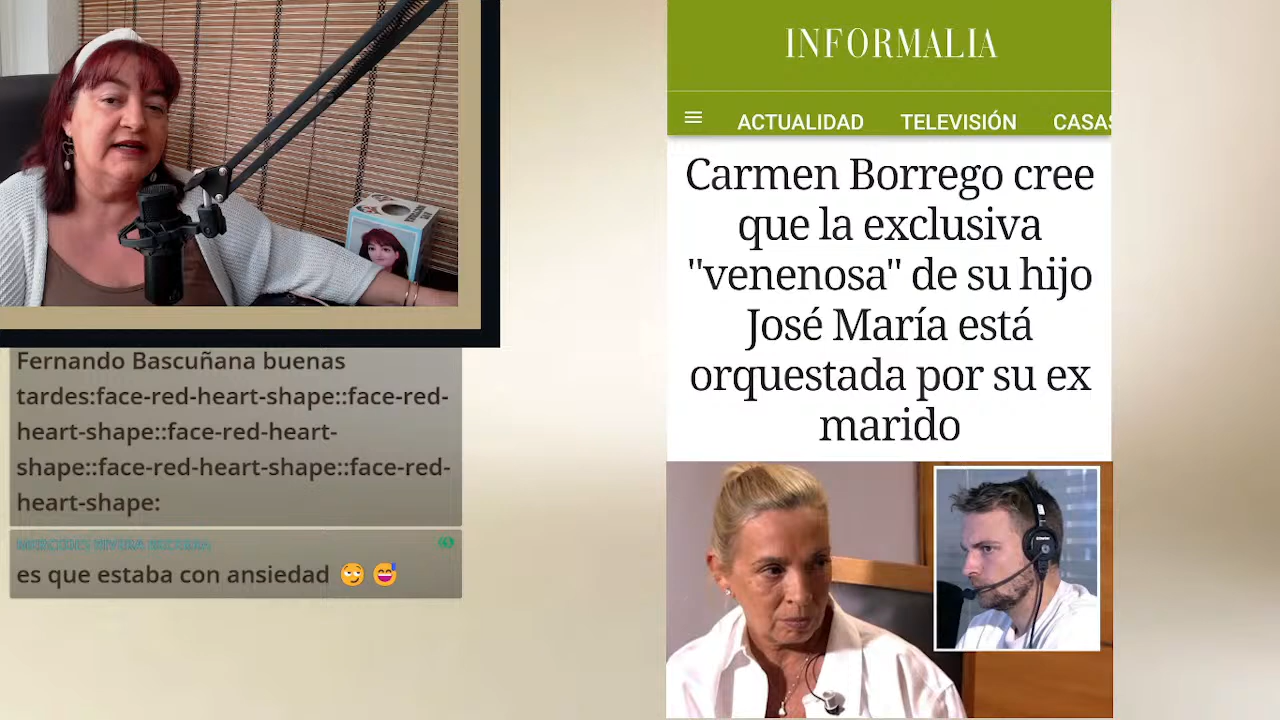 INFORMALIA
ACTUALIDAD TELEVISIÓN CASAS
Carmen Borrego cree
que la exclusiva
"venenosa" de su hijo
José María está
orquestada por su ex
marido
Fernando Bascuñana buenas
tardes:face-red-heart-shape::face-red-
heart-shape::face-red-heart-
shape::face-red-heart-shape::face-red-
heart-shape:
es que estaba con ansiedad 🙄 😅